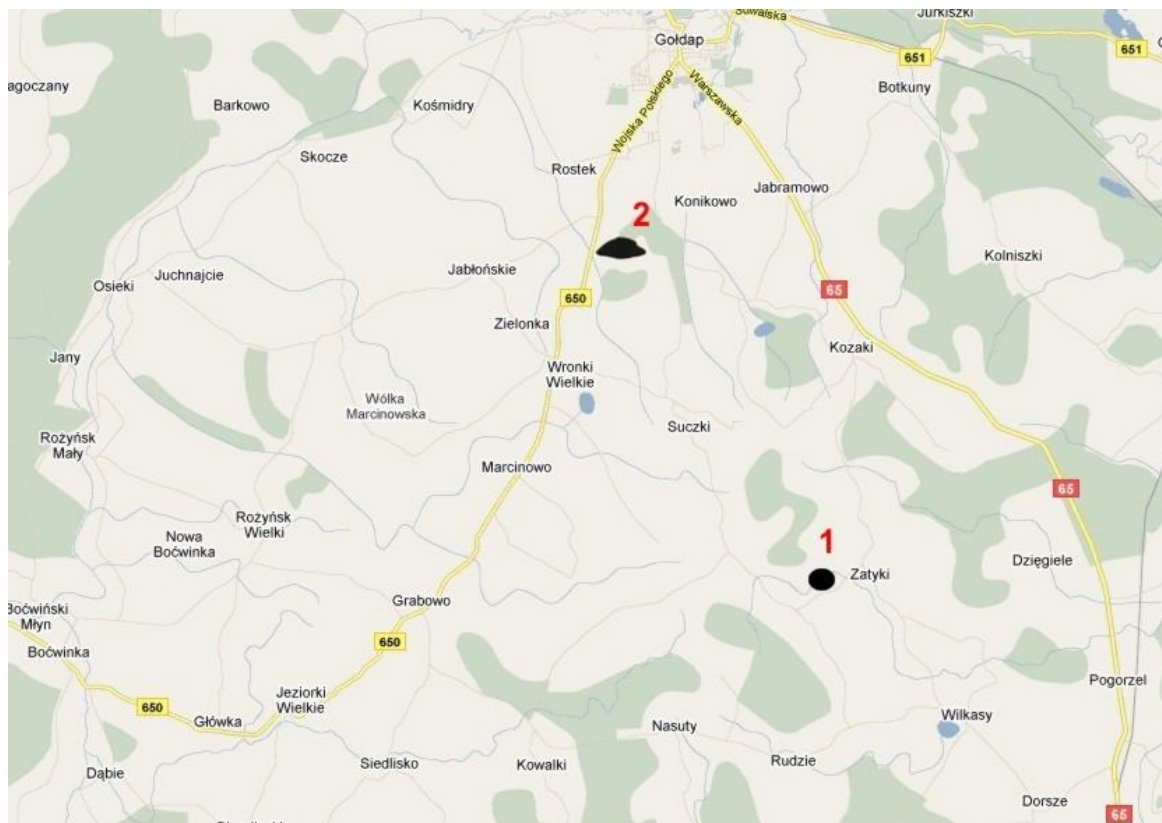 Suwalska
Jurkiszki
Gołdap
651
651
agoczany
Botkuny
Barkowo
Kośmidry
Wojska Polskiego
Warszawska
Skocze
Rostek
Jabramowo
Konikowo
2
Kolniszki
Juchnajcie
Jabłońskie
Osieki
65
650
Zielonka
Kozaki
Jany
Wronki
Wielkie
Wólka
Marcinowska
Suczki
Rożyńsk
Mały
Marcinowo
65
Rożyńsk
Wielki
Nowa
Boćwinka
1
Dzięgiele
Zatyki
Grabowo
Boćwiński
Młyn
650
Boćwinka
Pogorzel
Jeziorki
Wielkie
650
Główka
Wilkasy
Nasuty
Siedlisko
Kowalki
Rudzie
Dąbie
Dorsze
65